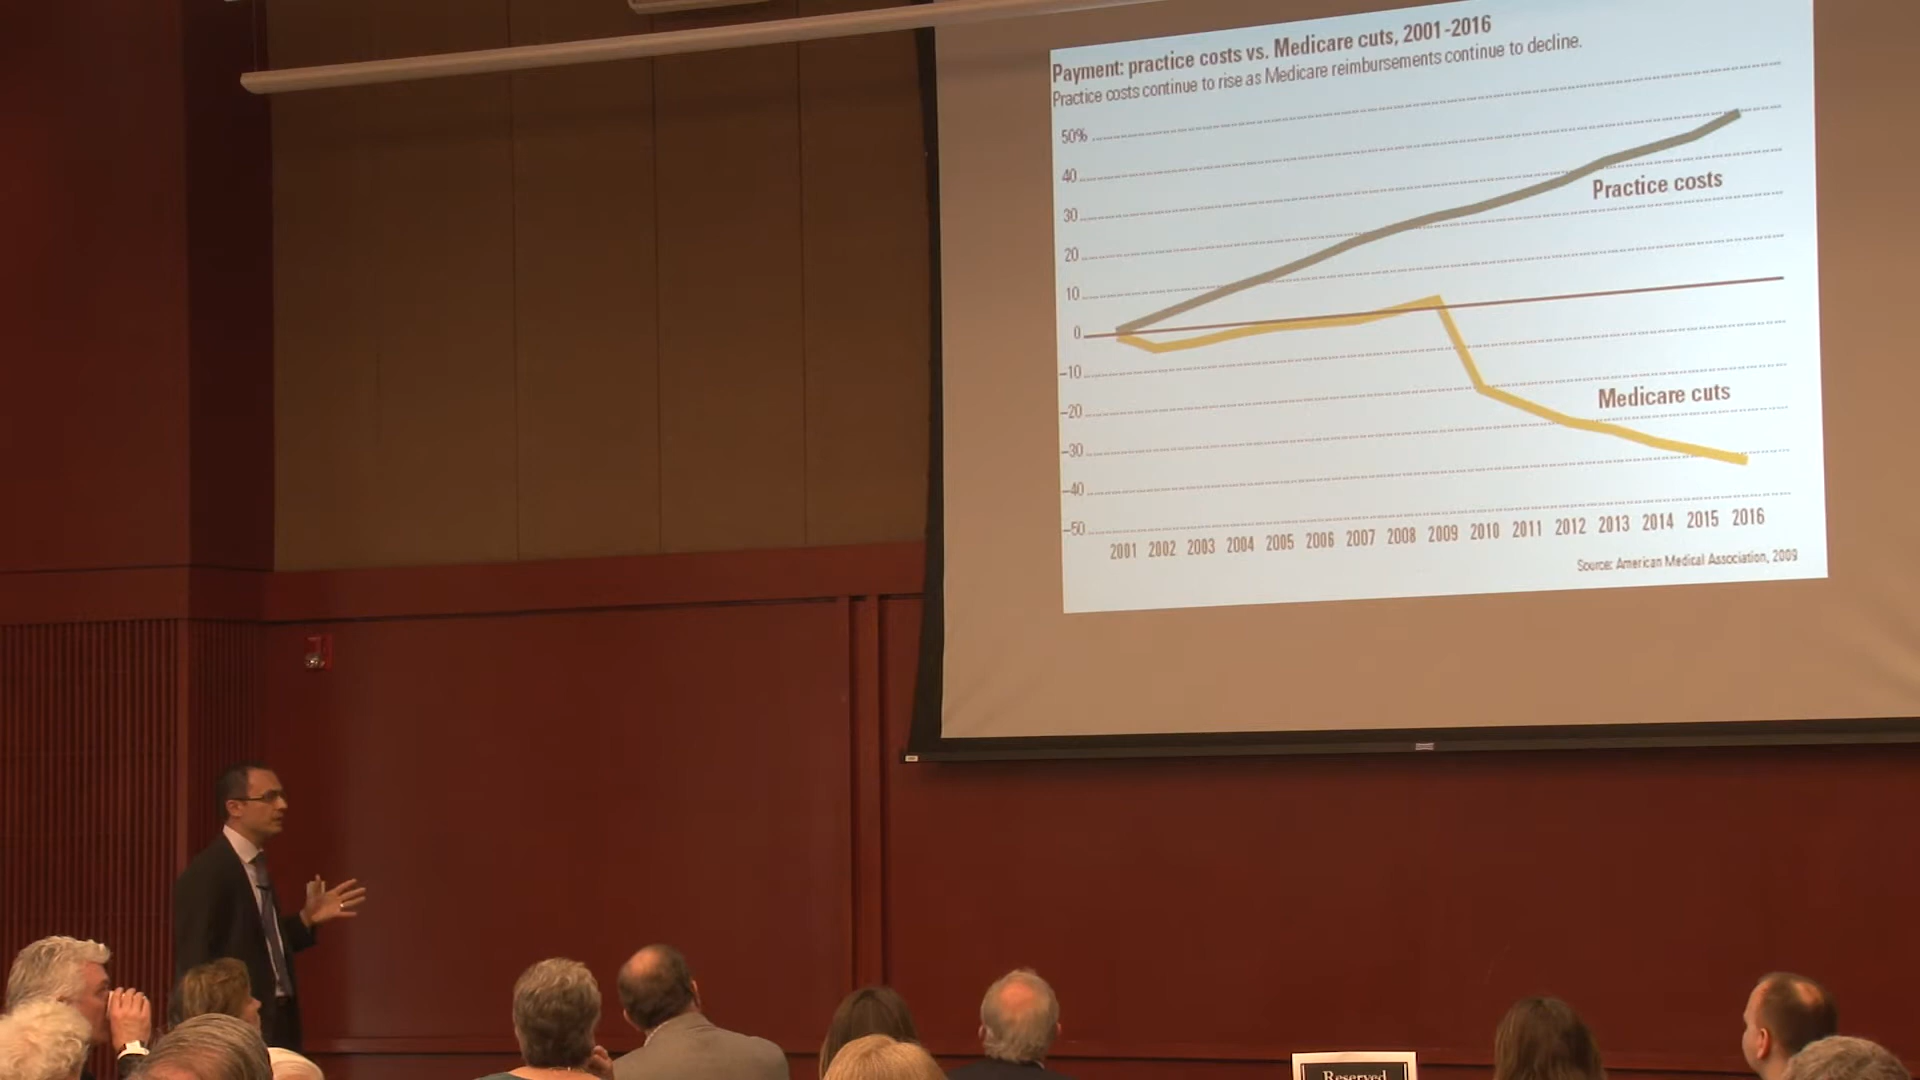 Payment: practice costs vs. Medicare cuts, 2001-2016
Practice costs continue to rise as Medicare reimbursements continue to decline.
50%
40
30
20
10
0
–10
–20
–30
–40
–50
Practice costs
Medicare cuts
2001 2002 2003 2004 2005 2006 2007 2008 2009 2010 2011 2012 2013 2014 2015 2016
Source: American Medical Association, 2009
Reserved